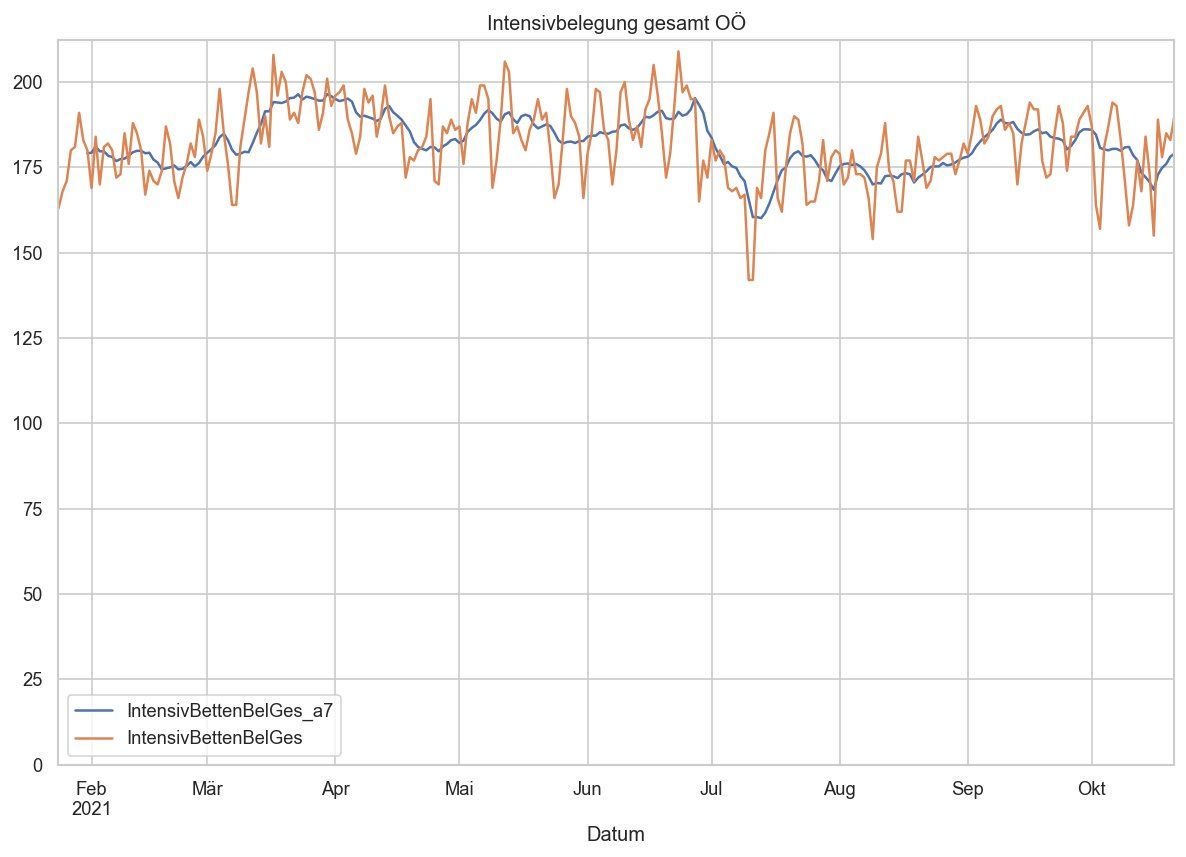 Intensivbelegung gesamt OÖ
200
175
150
125
100
75
50
25
0
IntensivBettenBelGes_a7
IntensivBettenBelGes
Feb Mär Apr Mai Jun Jul Aug Sep Okt
2021
Datum